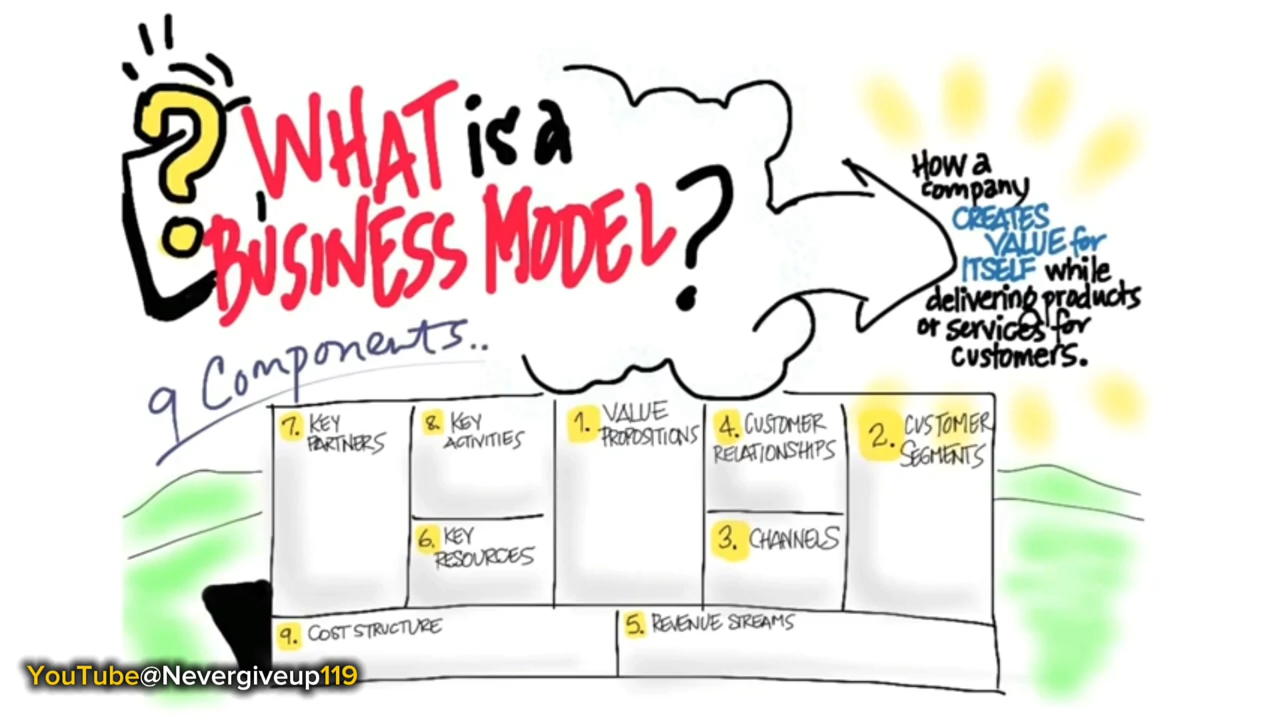 WHAT is a
BUSINESS MODEL?
How a
company
CREATES
VALUE for
ITSELF while
delivering products
or services for
customers.
9 Components..
7. KEY
PARTNERS
8. KEY
ACTIVITIES
1. VALUE
PROPOSITIONS
4. CUSTOMER
RELATIONSHIPS
2. CUSTOMER
SEGMENTS
6. KEY
RESOURCES
3. CHANNELS
9. COST STRUCTURE
5. REVENUE STREAMS
YouTube@Nevergiveup119